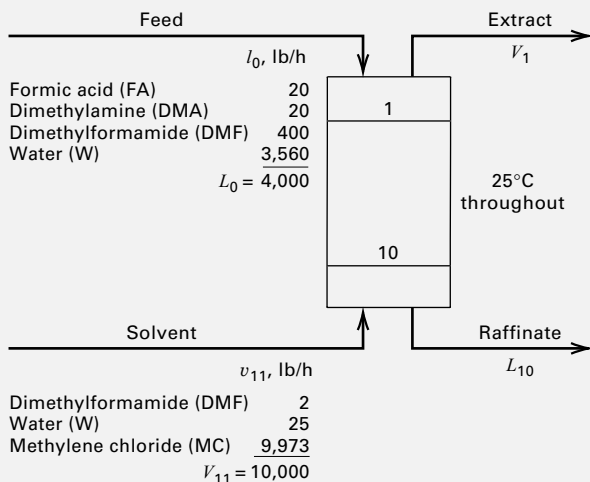 Feed
Extract
l0, lb/h
V1
Formic acid (FA) 20
Dimethylamine (DMA) 20
1
Dimethylformamide (DMF) 400
Water (W) 3,560
L0 = 4,000
25°C
throughout
10
Solvent
Raffinate
υ11, lb/h
L10
Dimethylformamide (DMF) 2
Water (W) 25
Methylene chloride (MC) 9,973
V11 = 10,000